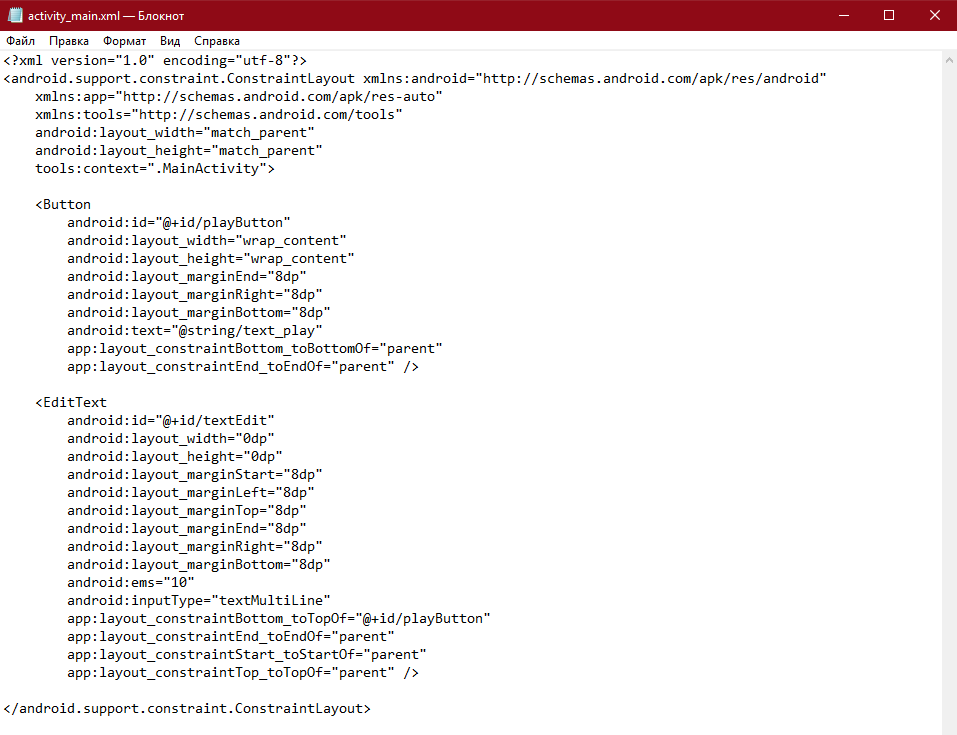 activity_main.xml — Блокнот
Файл Правка Формат Вид Справка
<?xml version="1.0" encoding="utf-8"?>
<android.support.constraint.ConstraintLayout xmlns:android="http://schemas.android.com/apk/res/android"
    xmlns:app="http://schemas.android.com/apk/res-auto"
    xmlns:tools="http://schemas.android.com/tools"
    android:layout_width="match_parent"
    android:layout_height="match_parent"
    tools:context=".MainActivity">

    <Button
        android:id="@+id/playButton"
        android:layout_width="wrap_content"
        android:layout_height="wrap_content"
        android:layout_marginEnd="8dp"
        android:layout_marginRight="8dp"
        android:layout_marginBottom="8dp"
        android:text="@string/text_play"
        app:layout_constraintBottom_toBottomOf="parent"
        app:layout_constraintEnd_toEndOf="parent" />

    <EditText
        android:id="@+id/textEdit"
        android:layout_width="0dp"
        android:layout_height="0dp"
        android:layout_marginStart="8dp"
        android:layout_marginLeft="8dp"
        android:layout_marginTop="8dp"
        android:layout_marginEnd="8dp"
        android:layout_marginRight="8dp"
        android:layout_marginBottom="8dp"
        android:ems="10"
        android:inputType="textMultiLine"
        app:layout_constraintBottom_toTopOf="@+id/playButton"
        app:layout_constraintEnd_toEndOf="parent"
        app:layout_constraintStart_toStartOf="parent"
        app:layout_constraintTop_toTopOf="parent" />

</android.support.constraint.ConstraintLayout>